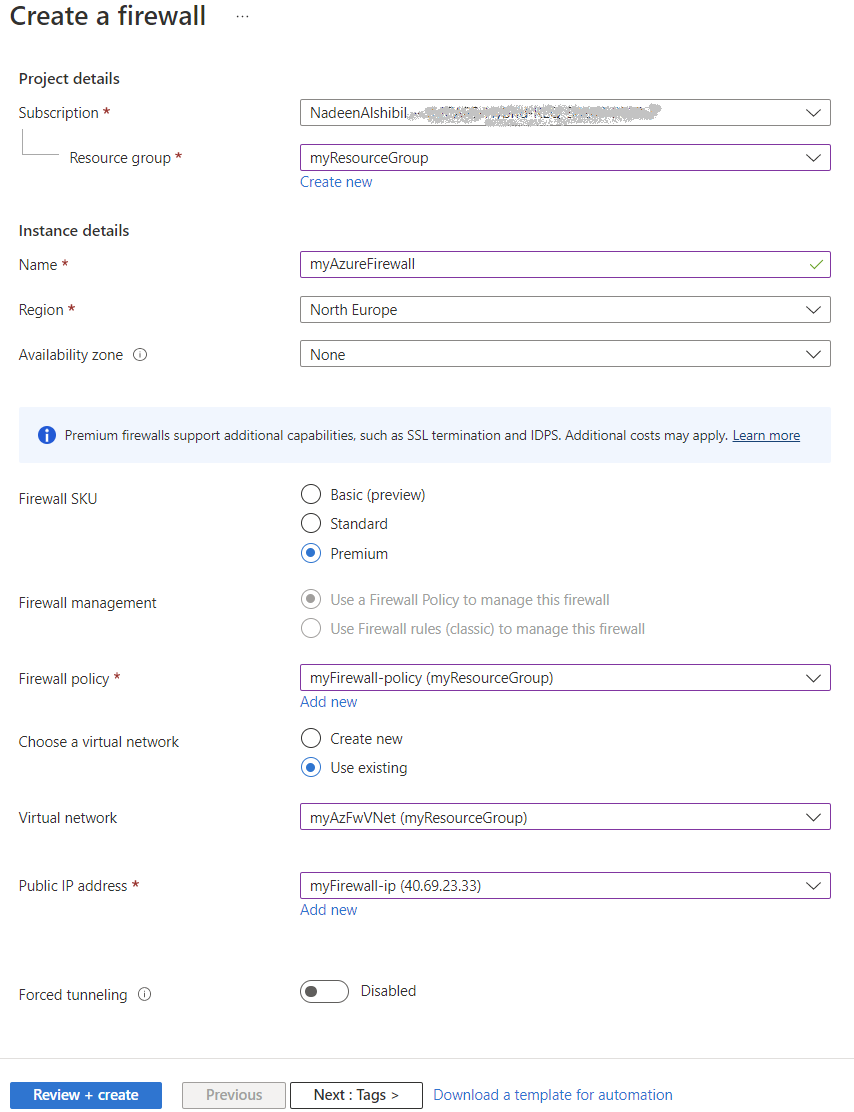 Create a firewall ...
Project details
Subscription *
NadeenAlshibil
Resource group *
myResourceGroup
Create new
Instance details
Name *
myAzureFirewall
Region *
North Europe
Availability zone
None
Premium firewalls support additional capabilities, such as SSL termination and IDPS. Additional costs may apply. Learn more
Firewall SKU
Basic (preview)
Standard
Premium
Firewall management
Use a Firewall Policy to manage this firewall
Use Firewall rules (classic) to manage this firewall
Firewall policy *
myFirewall-policy (myResourceGroup)
Add new
Choose a virtual network
Create new
Use existing
Virtual network
myAzFwVNet (myResourceGroup)
Public IP address *
myFirewall-ip (40.69.23.33)
Add new
Forced tunneling
Disabled
Review + create
Previous
Next : Tags >
Download a template for automation